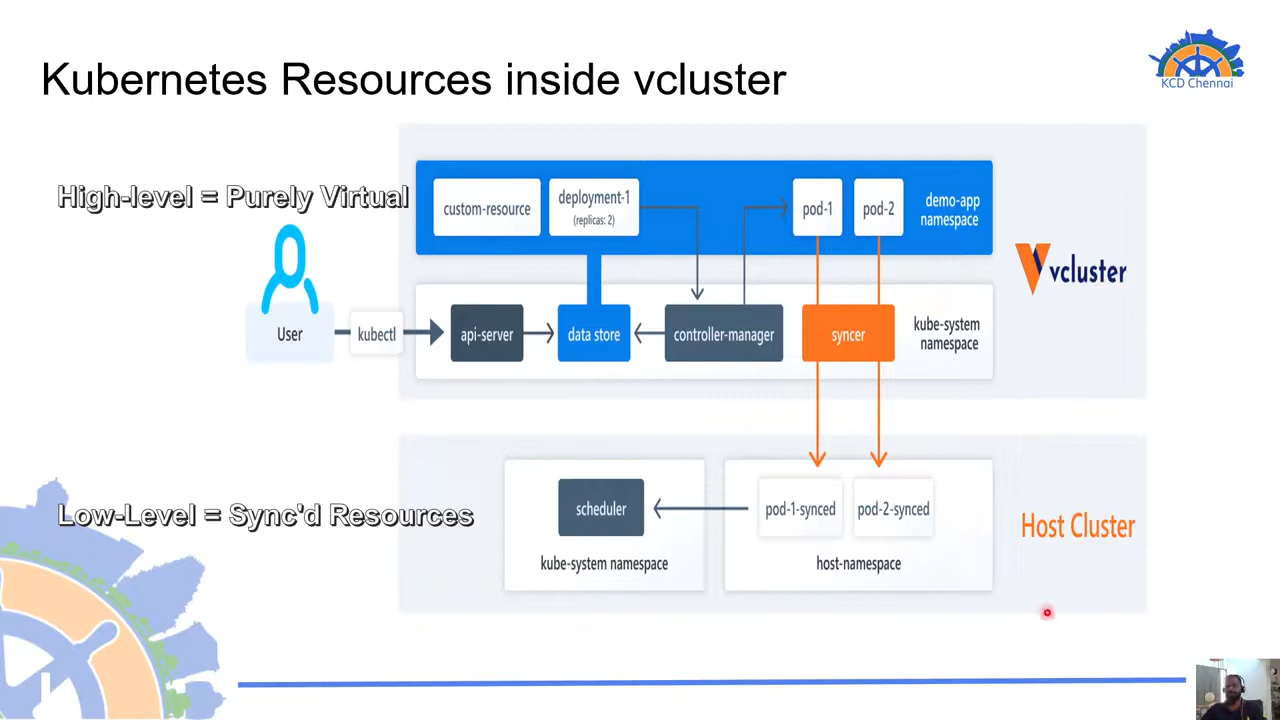 Kubernetes Resources inside vcluster
KCD Chennai
High-level = Purely Virtual
custom-resource
deployment-1
(replicas: 2)
pod-1
pod-2
demo-app
namespace
vcluster
User
kubectl
api-server
data store
controller-manager
syncer
kube-system
namespace
Low-Level = Sync'd Resources
scheduler
kube-system namespace
pod-1-synced
pod-2-synced
host-namespace
Host Cluster